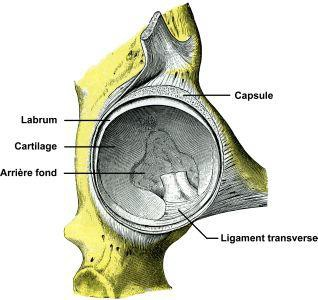 Capsule
Labrum
Cartilage
Arrière fond
Ligament transverse